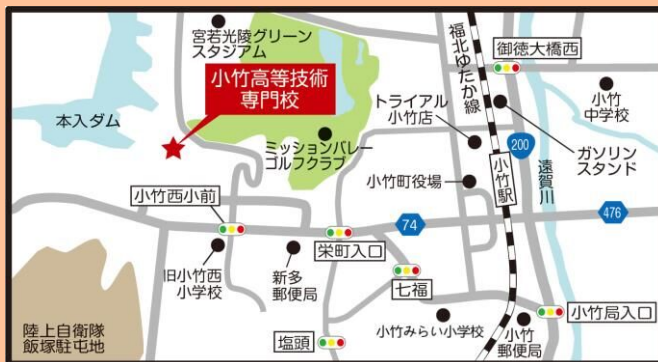 宮若光陵グリーン
スタジアム
小竹高等技術
専門校
本入ダム
ミッションバレー
ゴルフクラブ
福北ゆたか線
御徳大橋西
小竹
中学校
トライアル
小竹店
ガソリン
スタンド
200
遠賀川
小竹町役場
小竹駅
小竹西小前
74
476
旧小竹西
小学校
新多
郵便局
栄町入口
七福
小竹局入口
陸上自衛隊
飯塚駐屯地
塩頭
小竹みらい小学校
小竹
郵便局